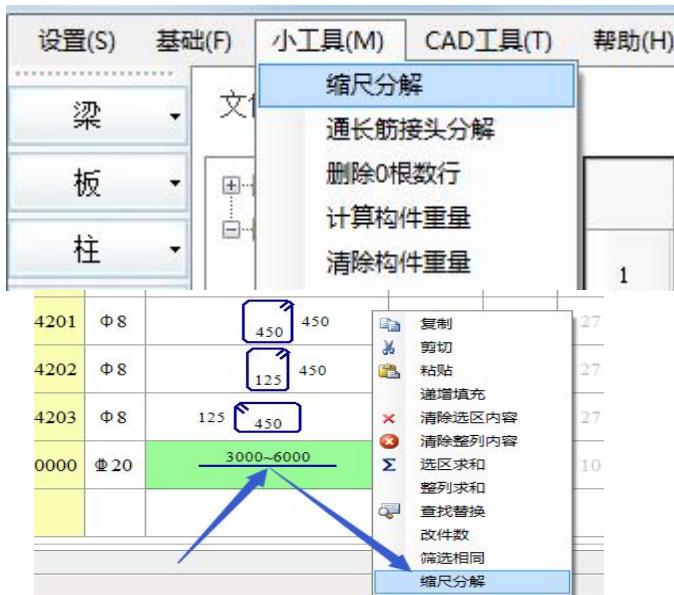 设置(S) 基础(F) 小工具(M) CAD工具(T) 帮助(H)
缩尺分解
梁
通长筋接头分解
板
删除0根数行
计算构件重量
柱
清除构件重量
1
4201 Φ8 450 450 27
复制
剪切
4202 Φ8 125 450 27
粘贴
递增填充
4203 Φ8 125 450 27
清除选区内容
清除整列内容
0000 Φ20 3000~6000 10
选区求和
整列求和
查找替换
改件数
筛选相同
缩尺分解